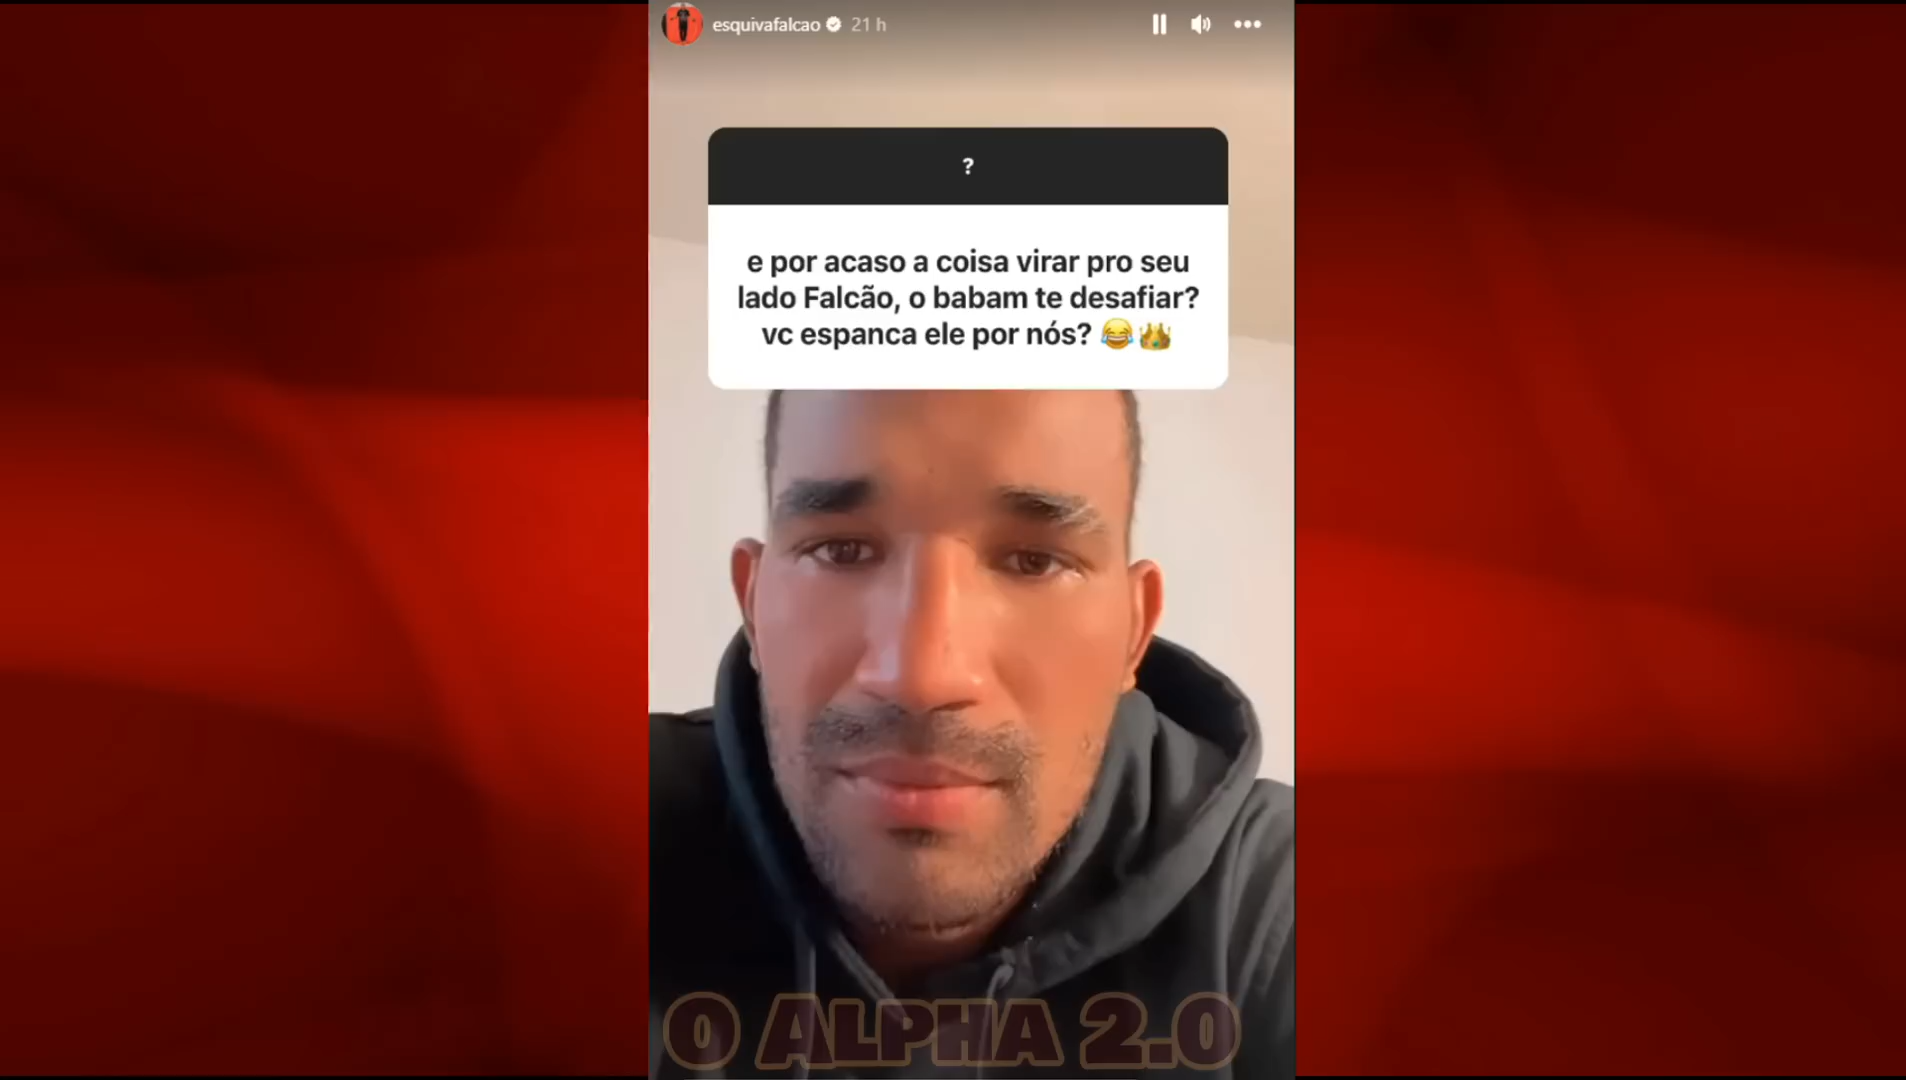 esquivafalcao 21 h
?
e por acaso a coisa virar pro seu
lado Falcão, o babam te desafiar?
vc espanca ele por nós? 😂👑
O ALPHA 2.0